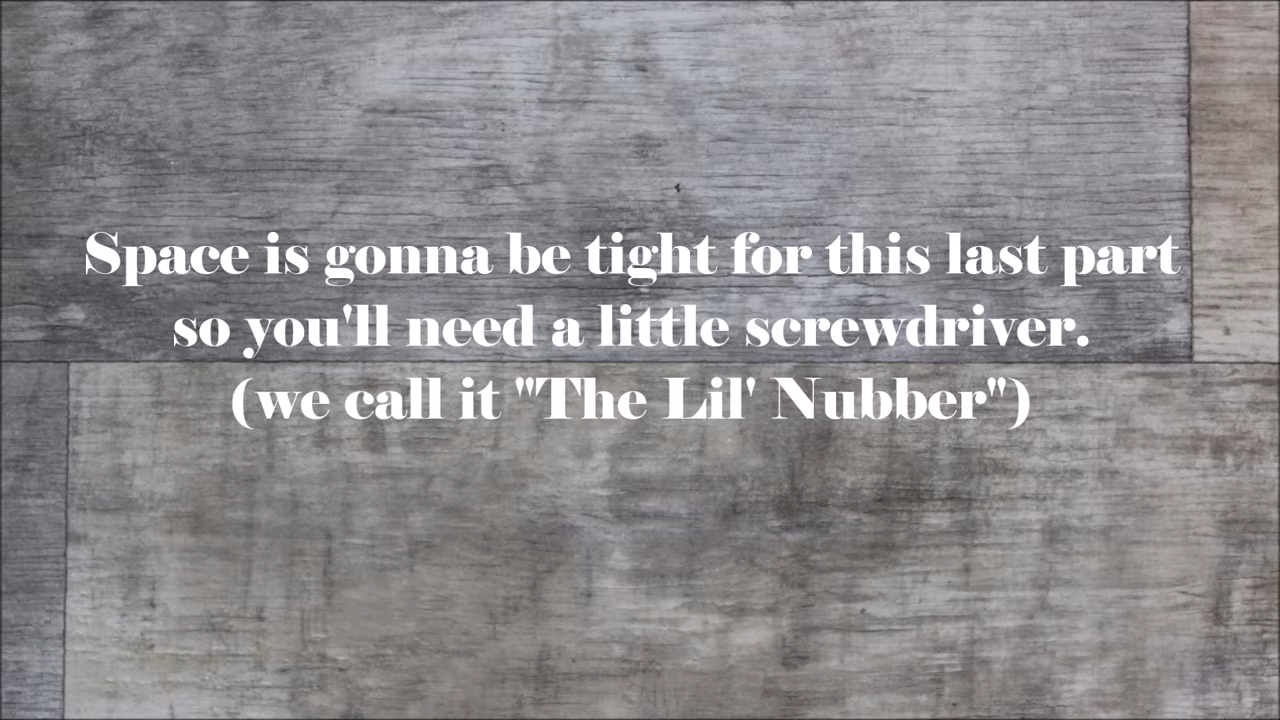 Space is gonna be tight for this last part
so you'll need a little screwdriver.
(we call it "The Lil' Nubber")